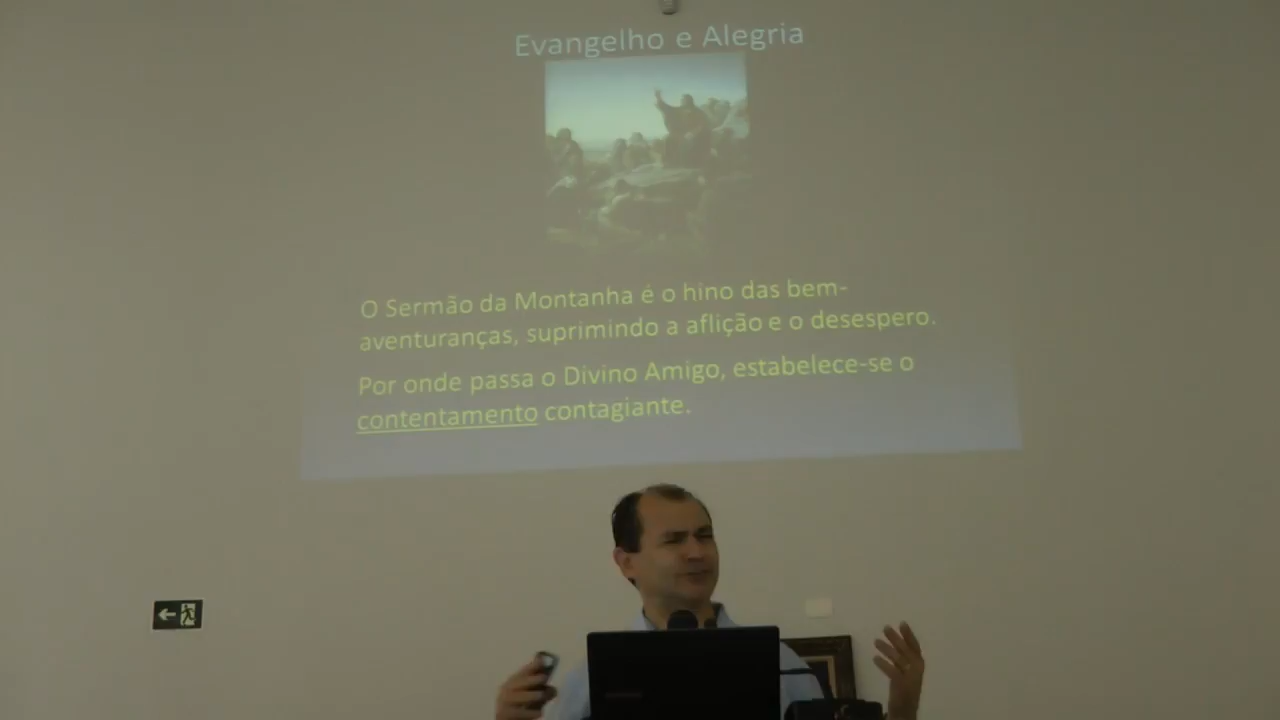 Evangelho e Alegria
O Sermão da Montanha é o hino das bem-
aventuranças, suprimindo a aflição e o desespero.
Por onde passa o Divino Amigo, estabelece-se o
contentamento contagiante.